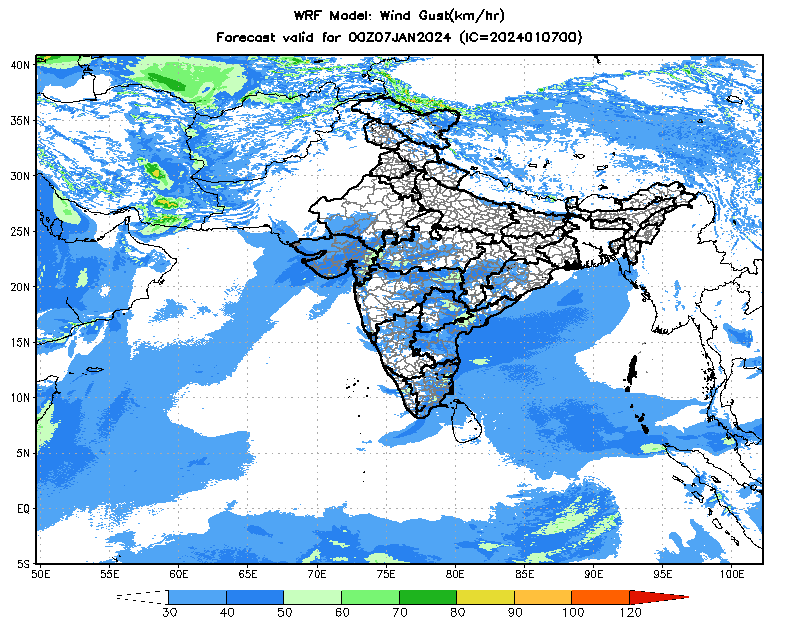 WRF Model: Wind Gust(km/hr)
Forecast valid for 00Z07JAN2024 (IC=2024010700)
40N
35N
30N
25N
20N
15N
10N
5N
EQ
5S
50E 55E 60E 65E 70E 75E 80E 85E 90E 95E 100E
30 40 50 60 70 80 90 100 120